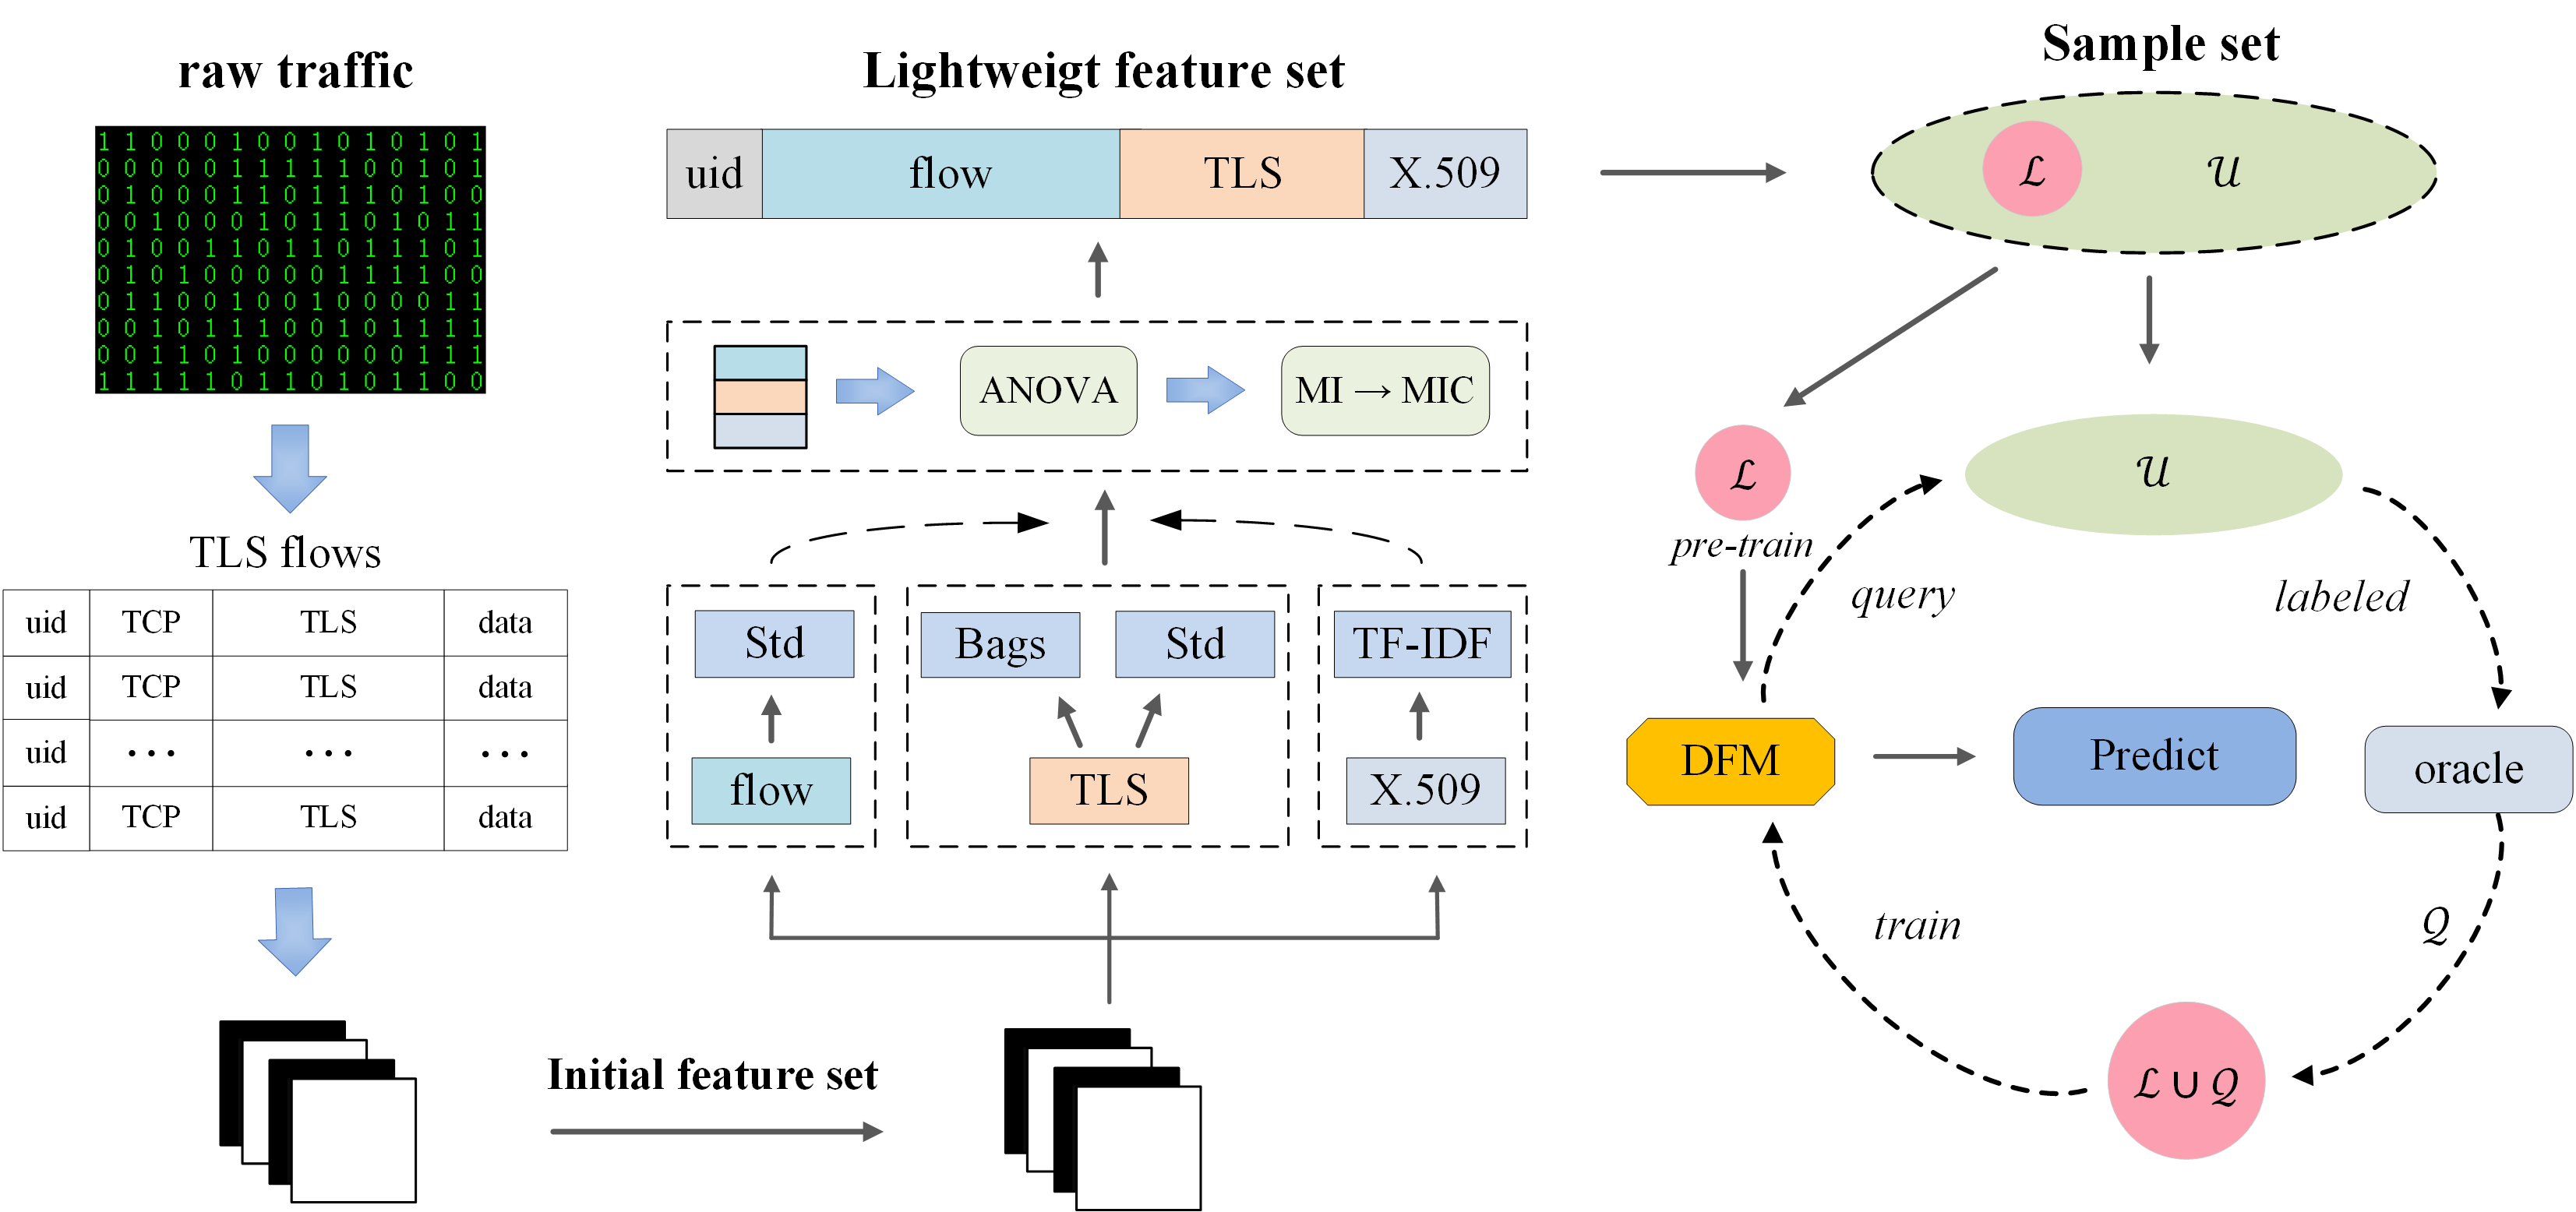 raw traffic
1 1 0 0 0 1 0 0 1 0 1 0 1 0 1
0 0 0 0 0 1 1 1 1 1 0 0 1 0 1
0 1 0 0 0 1 1 0 1 1 1 0 1 0 0
0 0 1 0 0 0 1 0 1 1 0 1 0 1 1
0 1 0 0 1 1 0 1 1 0 1 1 1 0 1
0 1 0 1 0 0 0 0 0 1 1 1 1 0 0
0 1 1 0 0 1 0 0 1 0 0 0 0 1 1
0 0 1 0 1 1 1 0 0 1 0 1 1 1 1
0 0 1 1 0 1 0 0 0 0 0 0 1 1 1
1 1 1 1 1 0 1 1 0 1 0 1 1 0 0
TLS flows
uid TCP TLS data
uid TCP TLS data
uid ··· ··· ···
uid TCP TLS data
Initial feature set
Lightweigt feature set
uid flow TLS X.509
ANOVA MI → MIC
Std Bags Std TF-IDF
flow TLS X.509
Sample set
ℒ 𝒰
ℒ 𝒰
pre-train
query labeled
DFM Predict oracle
train 𝒬
ℒ ∪ 𝒬